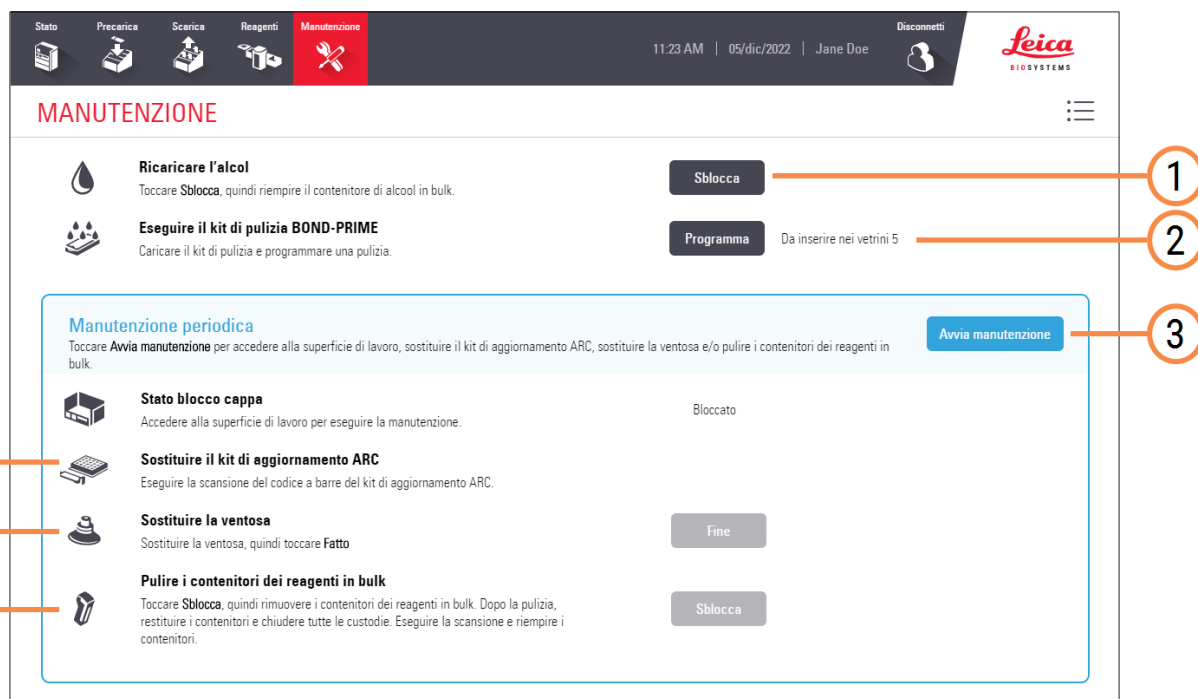 Stato
Precarica
Scarica
Reagenti
Manutenzione
11:23 AM | 05/dic/2022 | Jane Doe
Disconnetti
Leica
BIOSYSTEMS
MANUTENZIONE
Ricaricare l'alcol
Toccare Sblocca, quindi riempire il contenitore di alcool in bulk.
Sblocca
1
Eseguire il kit di pulizia BOND-PRIME
Caricare il kit di pulizia e programmare una pulizia.
Programma
Da inserire nei vetrini 5
2
Manutenzione periodica
Toccare Avvia manutenzione per accedere alla superficie di lavoro, sostituire il kit di aggiornamento ARC, sostituire la ventosa e/o pulire i contenitori dei reagenti in
bulk.
Avvia manutenzione
3
Stato blocco cappa
Accedere alla superficie di lavoro per eseguire la manutenzione.
Bloccato
Sostituire il kit di aggiornamento ARC
Eseguire la scansione del codice a barre del kit di aggiornamento ARC.
Sostituire la ventosa
Sostituire la ventosa, quindi toccare Fatto
Fine
Pulire i contenitori dei reagenti in bulk
Toccare Sblocca, quindi rimuovere i contenitori dei reagenti in bulk. Dopo la pulizia,
restituire i contenitori e chiudere tutte le custodie. Eseguire la scansione e riempire i
contenitori.
Sblocca